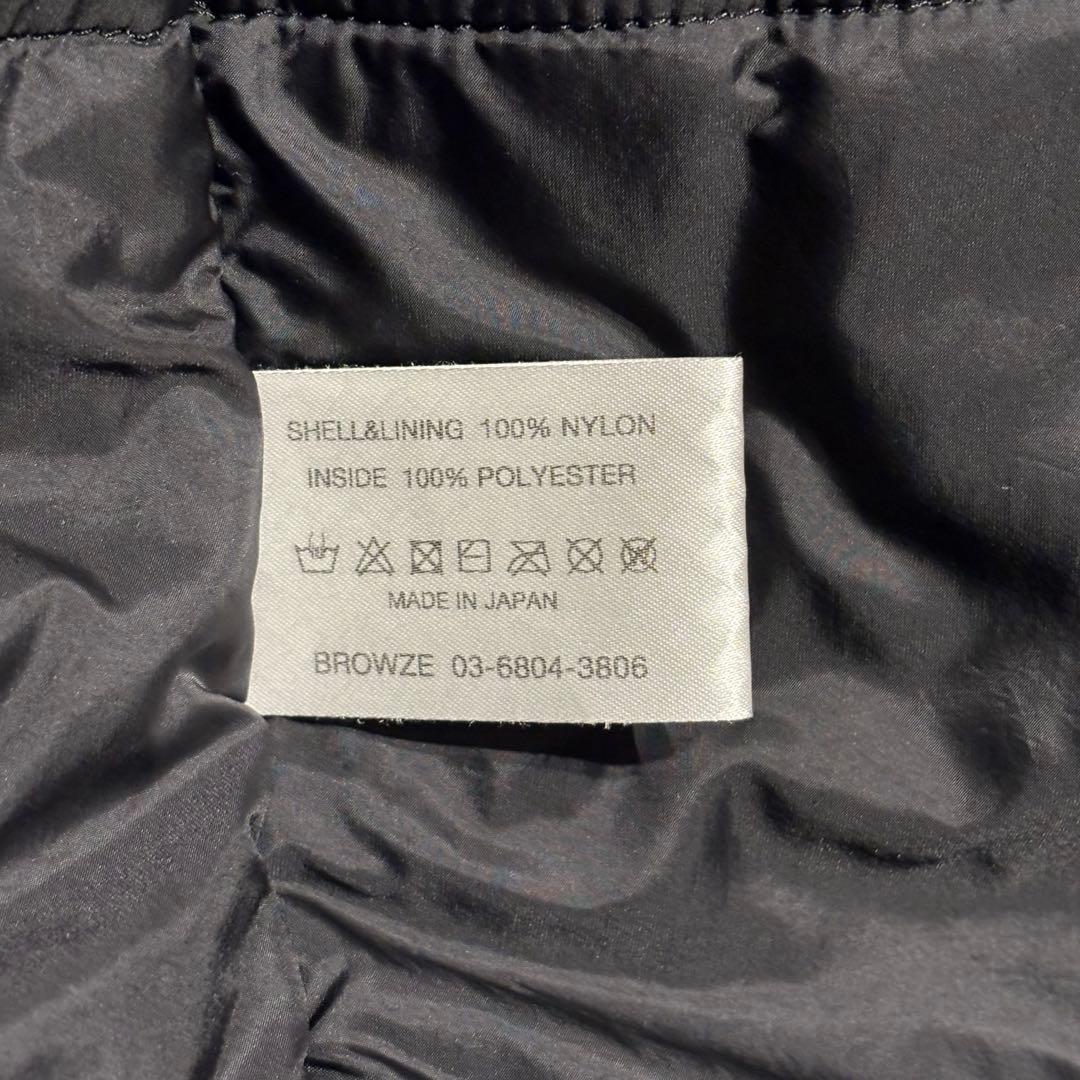 SHELL&LINING 100% NYLON
INSIDE 100% POLYESTER
MADE IN JAPAN
BROWZE 03-6804-3806